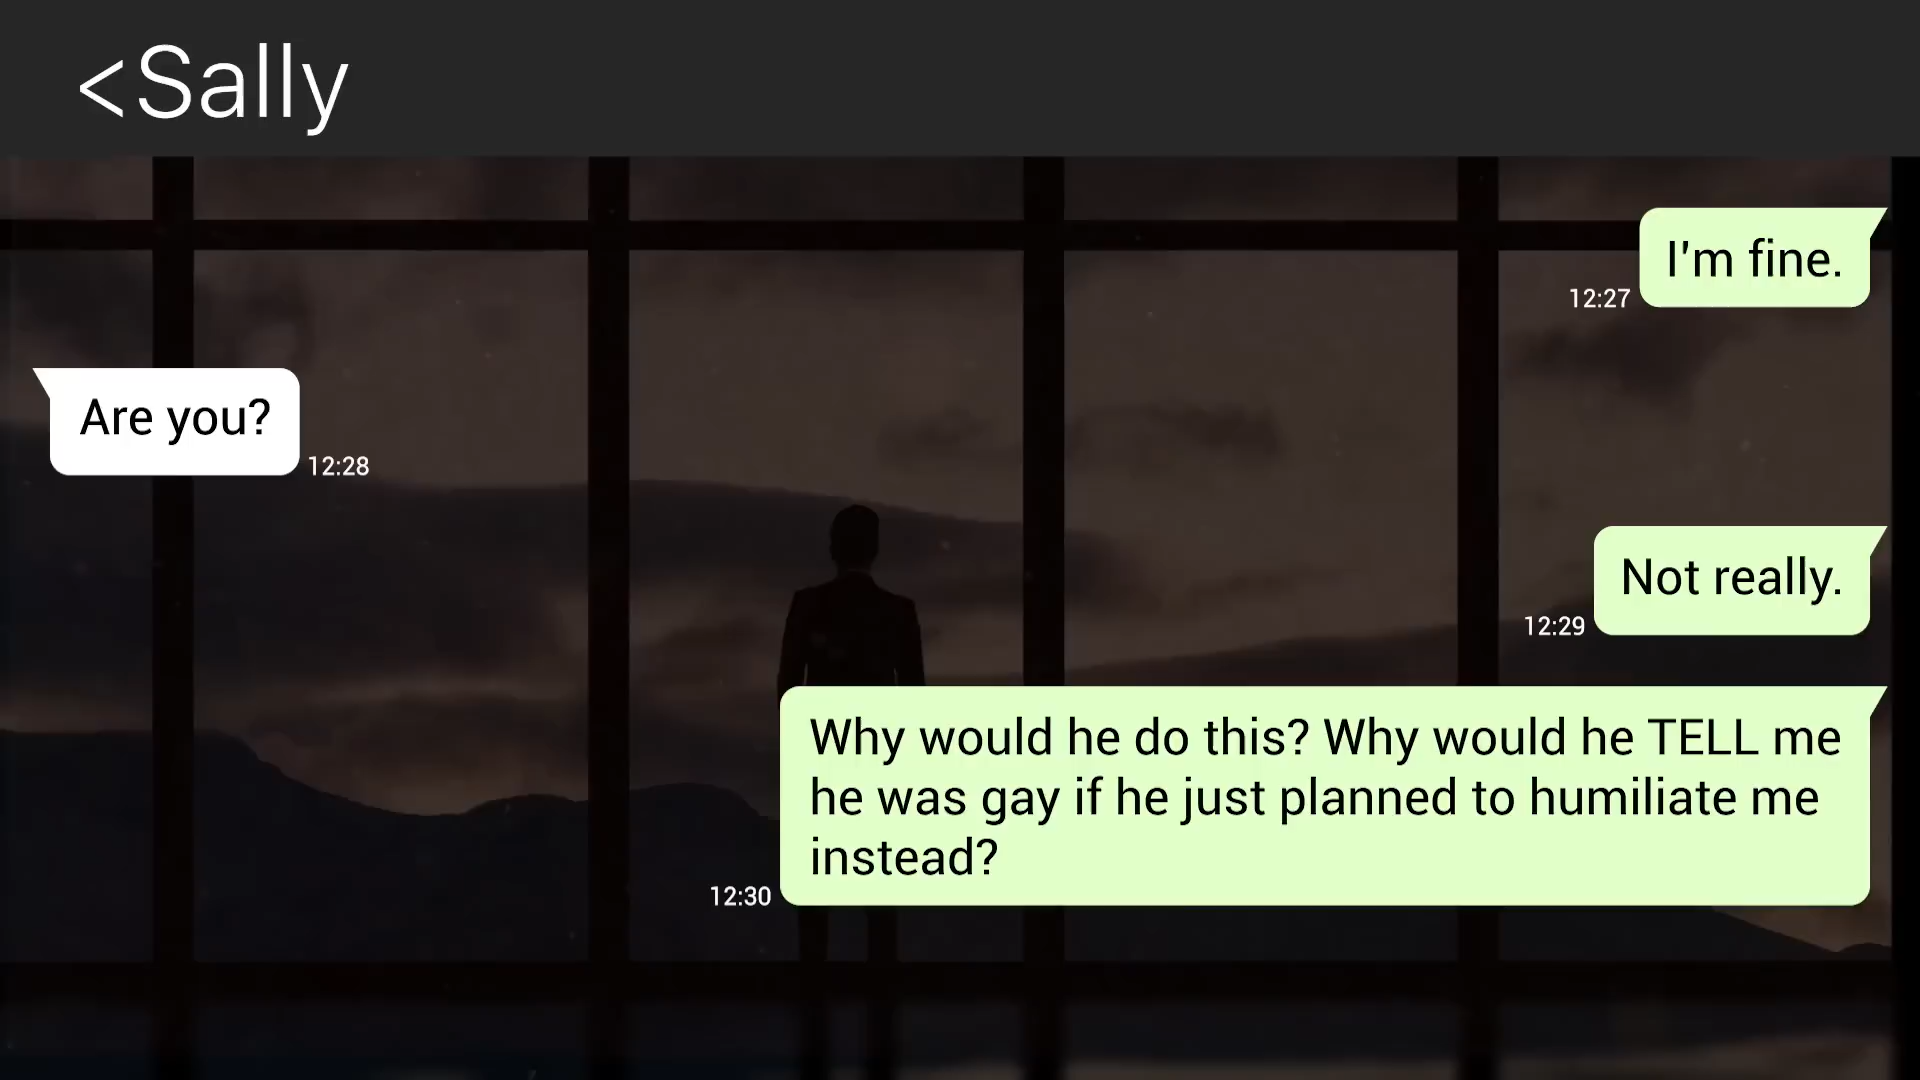 <Sally
I'm fine.
12:27
Are you?
12:28
Not really.
12:29
Why would he do this? Why would he TELL me
he was gay if he just planned to humiliate me
instead?
12:30